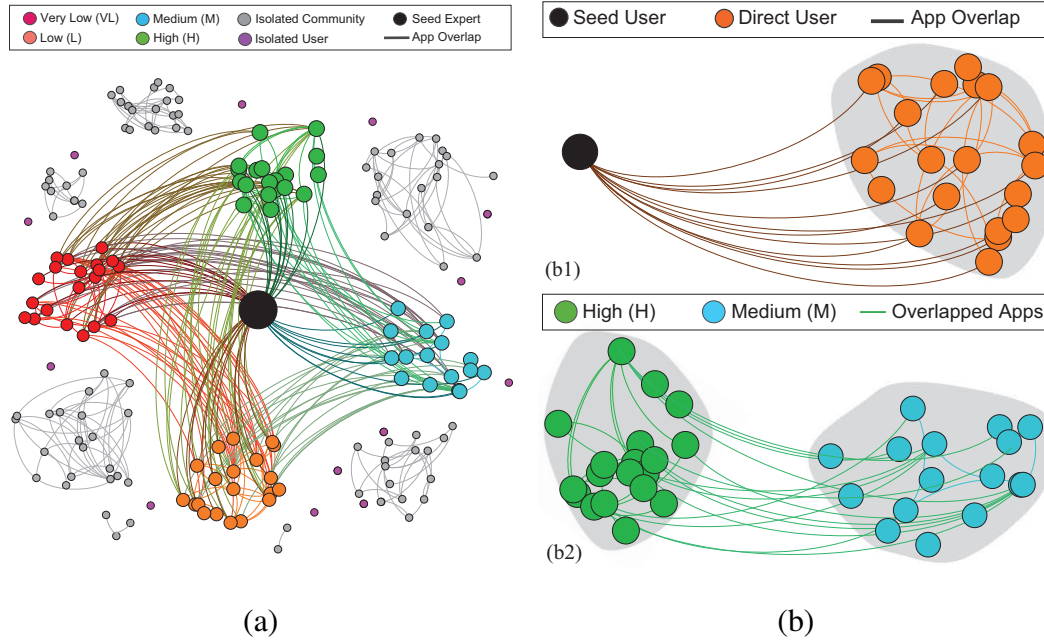 Very Low (VL) Medium (M) Isolated Community Seed Expert
Low (L) High (H) Isolated User App Overlap
Seed User Direct User App Overlap
(b1)
High (H) Medium (M) Overlapped Apps
(b2)
(a) (b)